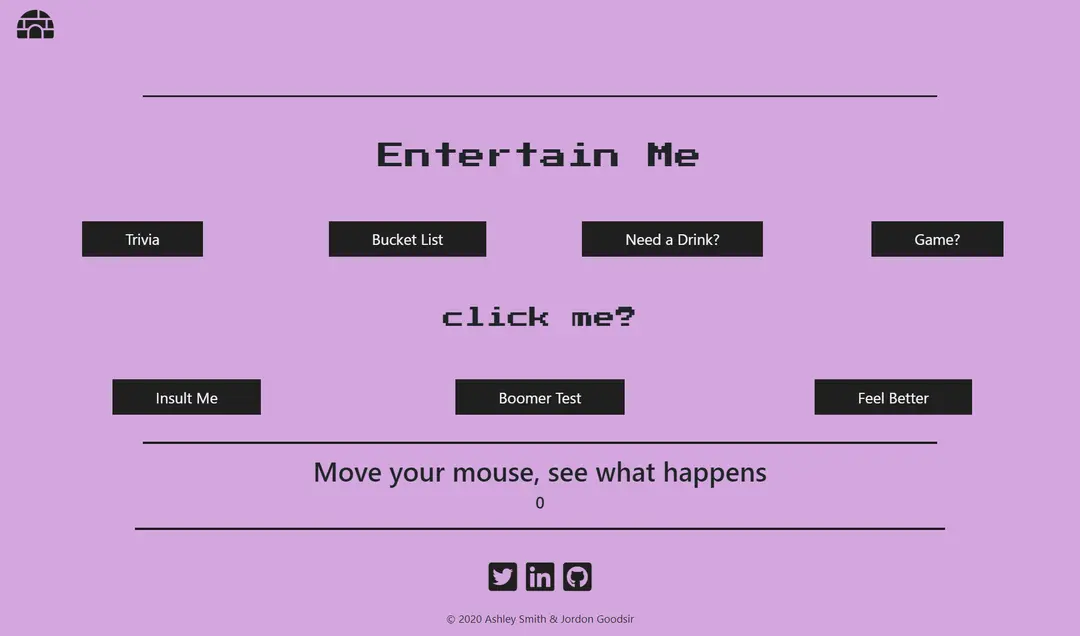 Entertain Me
Trivia
Bucket List
Need a Drink?
Game?
click me?
Insult Me
Boomer Test
Feel Better
Move your mouse, see what happens
0
© 2020 Ashley Smith & Jordon Goodsir